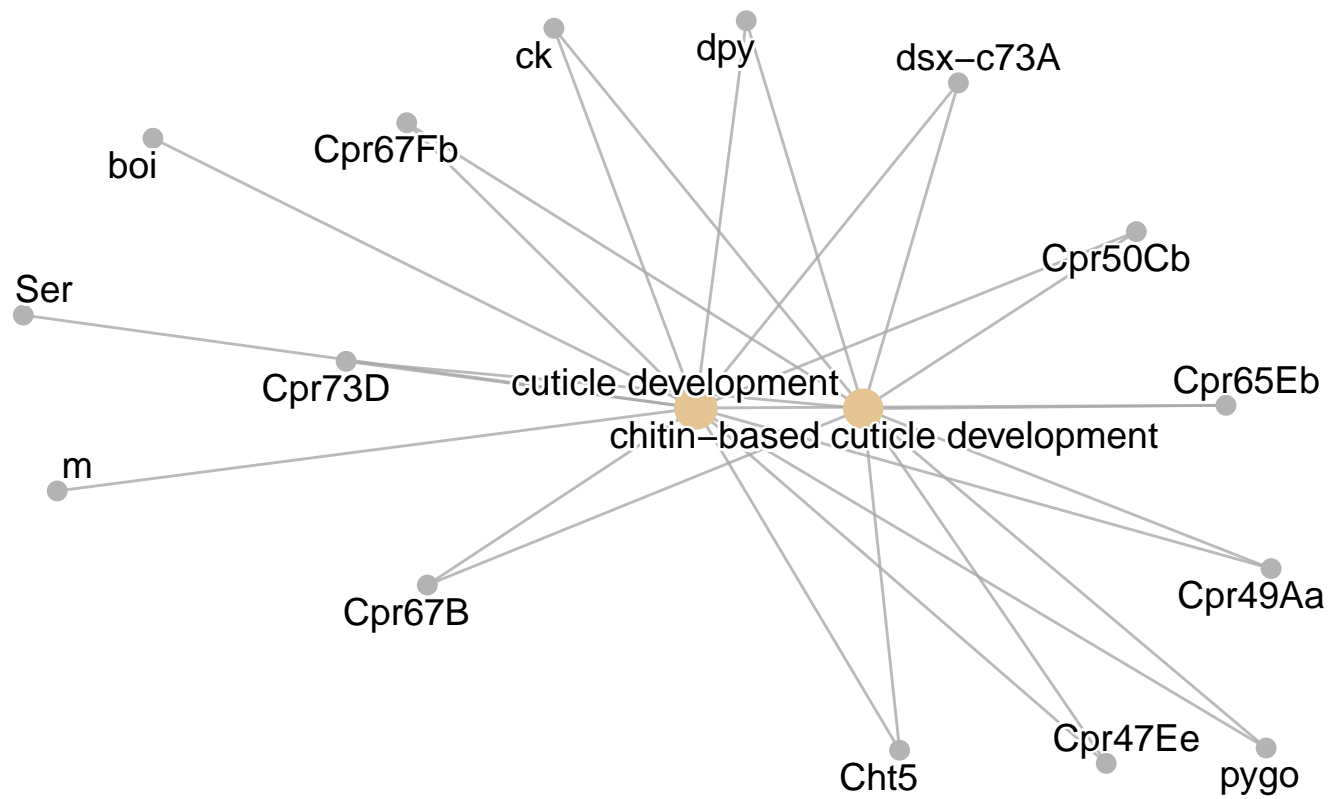 ck
dpy
dsx−c73A
boi
Cpr67Fb
Cpr50Cb
Ser
Cpr73D
cuticle development
Cpr65Eb
chitin−based cuticle development
m
Cpr67B
Cpr49Aa
Cht5
Cpr47Ee
pygo